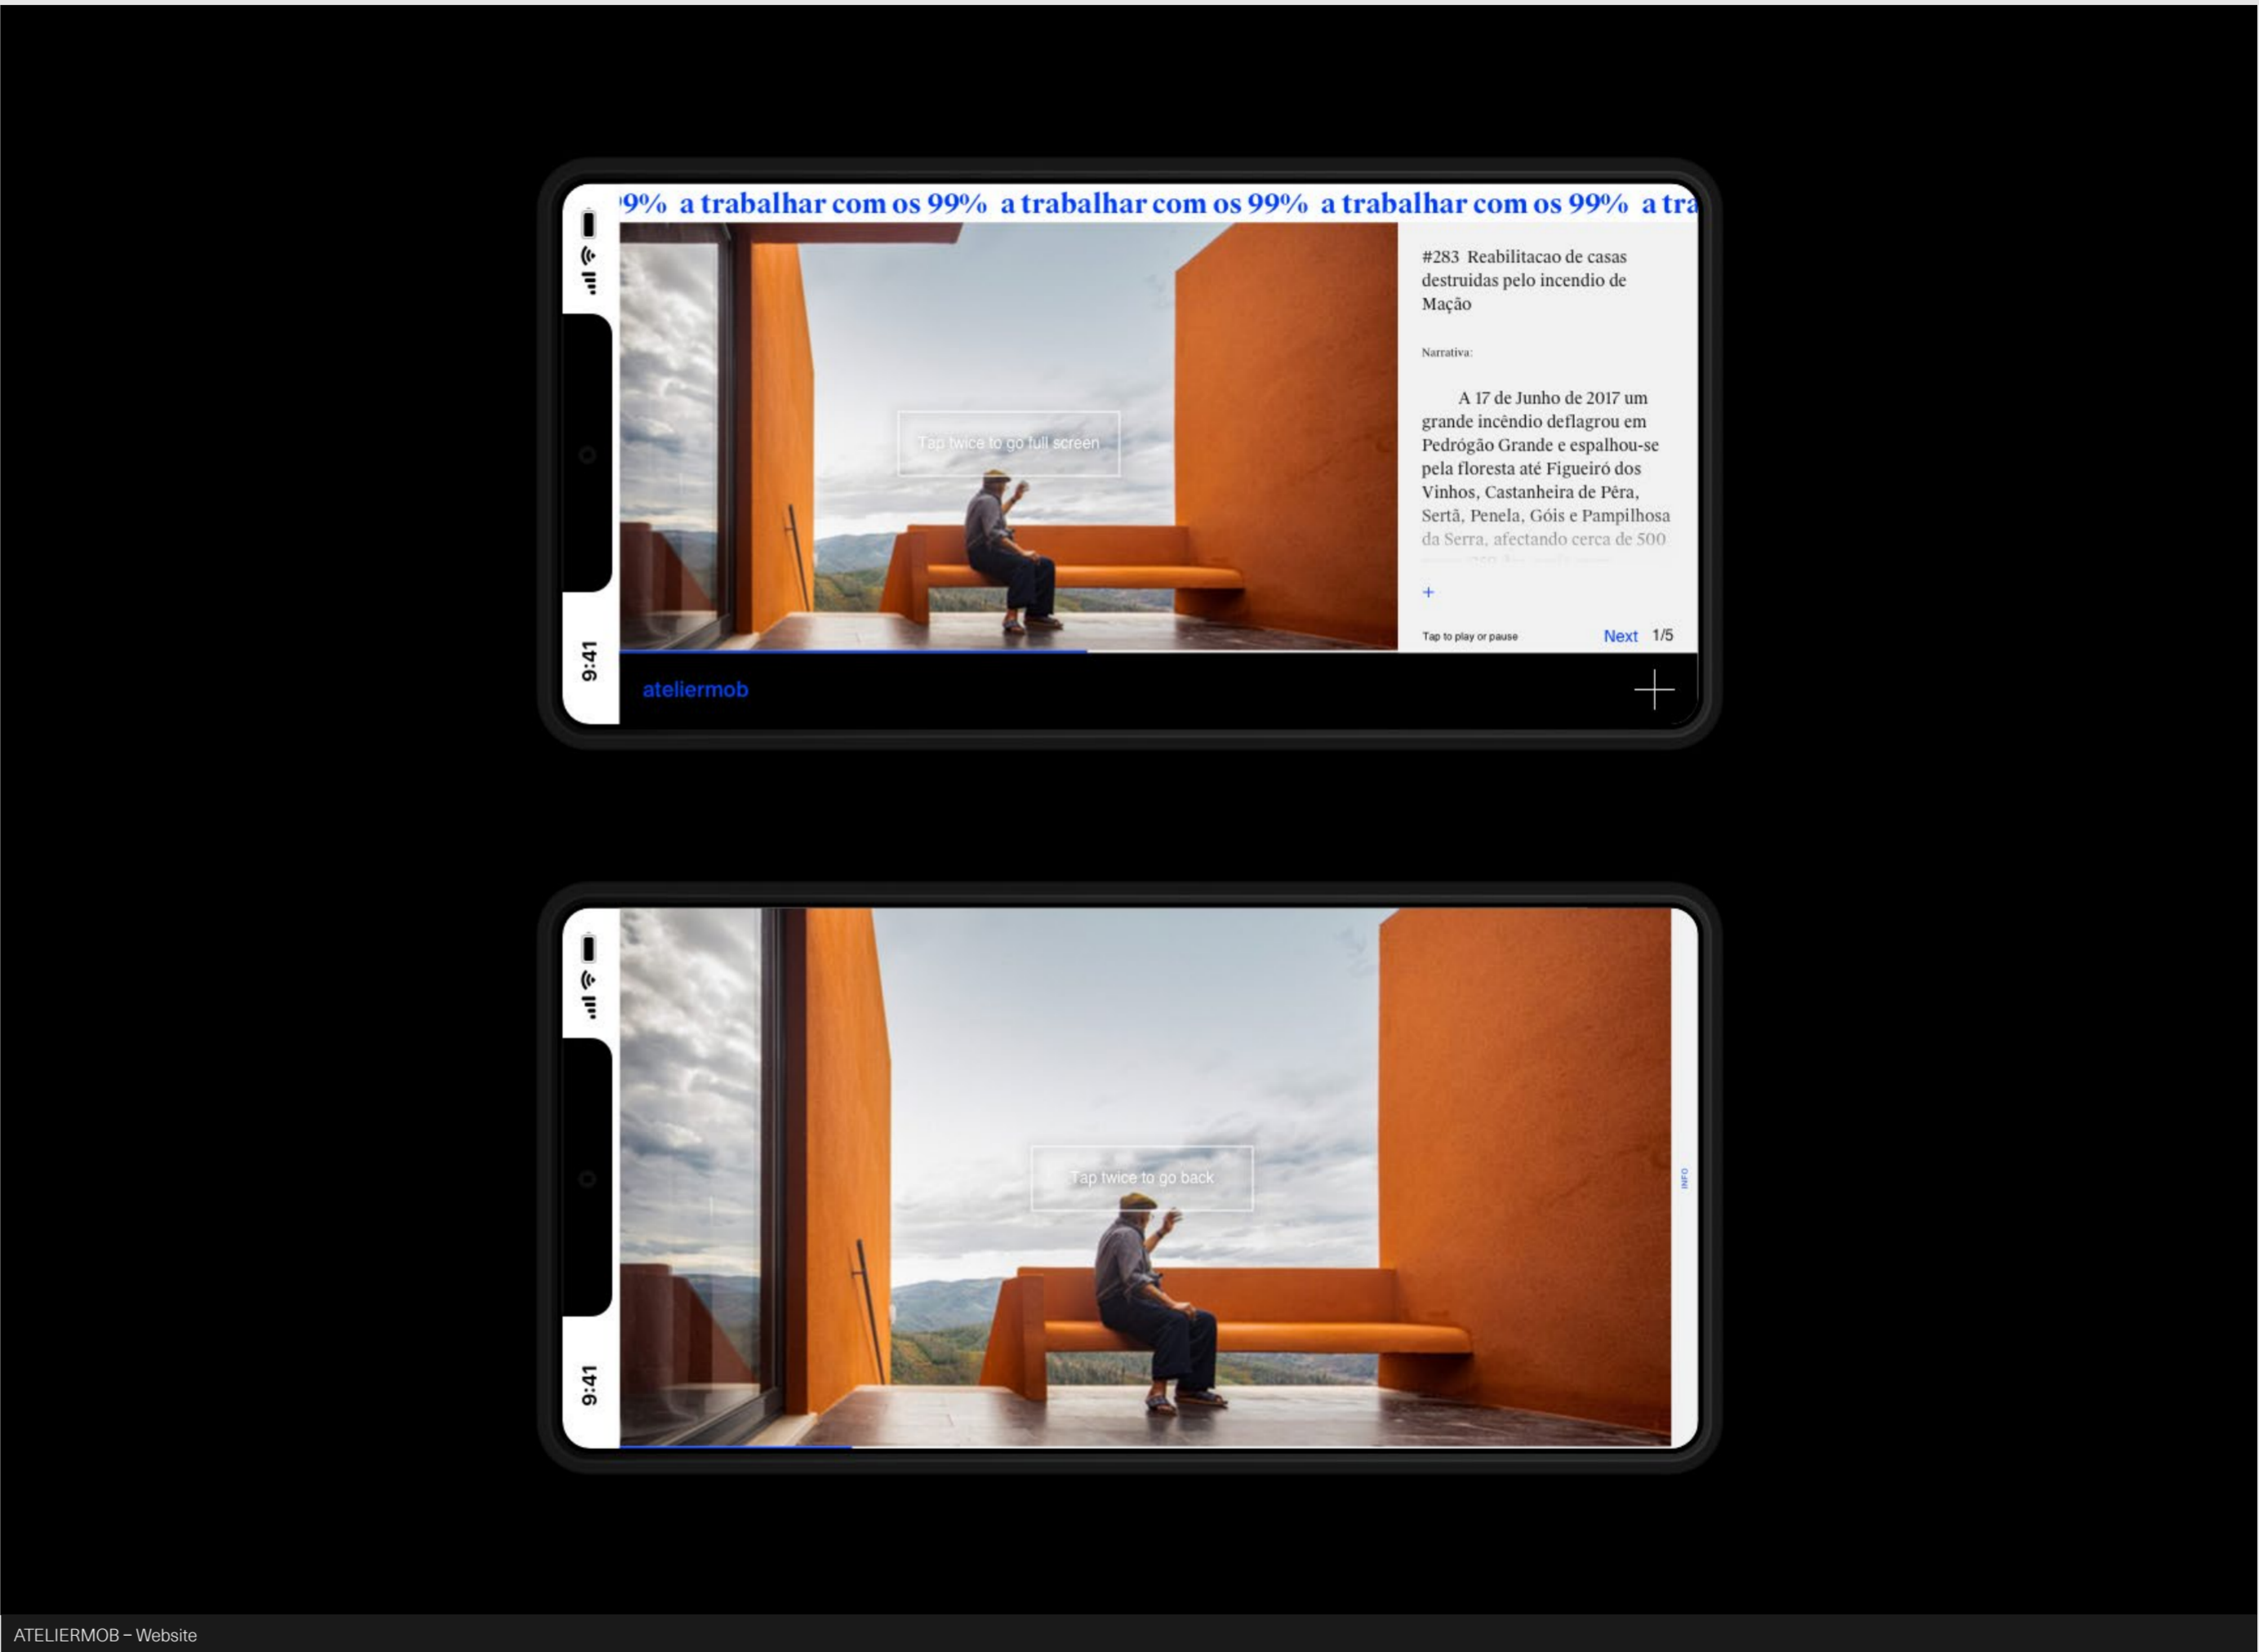 99% a trabalhar com os 99% a trabalhar com os 99% a trabalhar com os 99% a tra
#283 Reabilitacao de casas
destruidas pelo incendio de
Mação
Narrativa:
A 17 de Junho de 2017 um
grande incêndio deflagrou em
Pedrógão Grande e espalhou-se
pela floresta até Figueiró dos
Vinhos, Castanheira de Pêra,
Sertã, Penela, Góis e Pampilhosa
da Serra, afectando cerca de 500
+
Tap to play or pause
Next 1/5
Tap twice to go full screen
9:41
ateliermob
Tap twice to go back
INFO
9:41
ATELIERMOB – Website